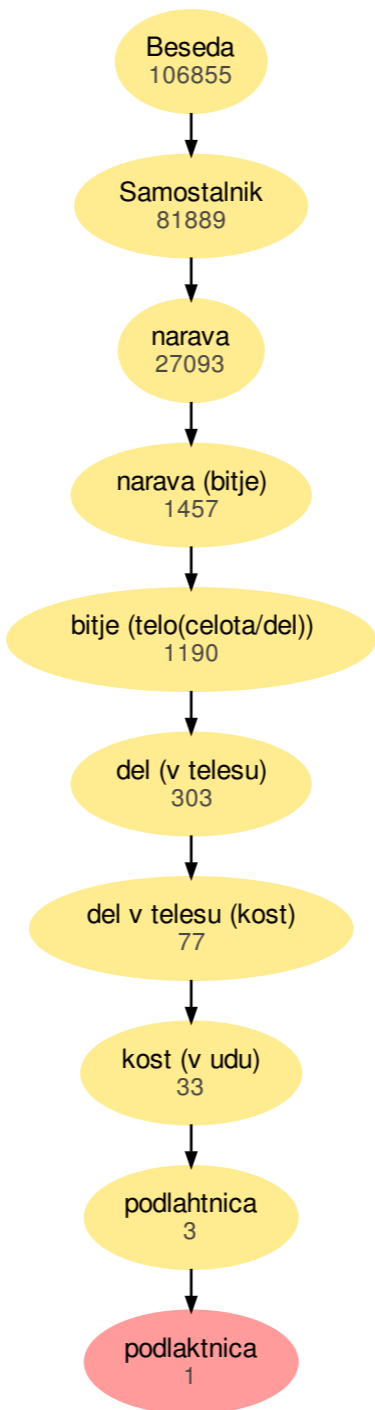 Beseda
106855
Samostalnik
81889
narava
27093
narava (bitje)
1457
bitje (telo(celota/del))
1190
del (v telesu)
303
del v telesu (kost)
77
kost (v udu)
33
podlahtnica
3
podlaktnica
1